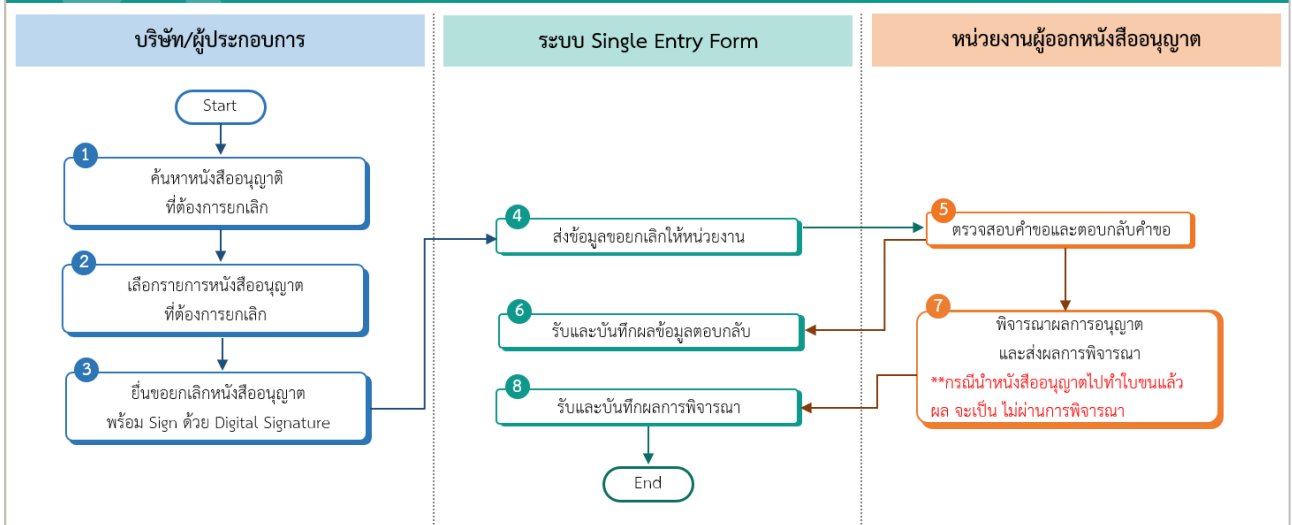 บริษัท/ผู้ประกอบการ
ระบบ Single Entry Form
หน่วยงานผู้ออกหนังสืออนุญาต
Start
1
ค้นหาหนังสืออนุญาติ
ที่ต้องการยกเลิก
2
เลือกรายการหนังสืออนุญาต
ที่ต้องการยกเลิก
3
ยื่นขอยกเลิกหนังสืออนุญาต
พร้อม Sign ด้วย Digital Signature
4
ส่งข้อมูลขอยกเลิกให้หน่วยงาน
5
ตรวจสอบคำขอและตอบกลับคำขอ
6
รับและบันทึกผลข้อมูลตอบกลับ
7
พิจารณาผลการอนุญาต
และส่งผลการพิจารณา
**กรณีนำหนังสืออนุญาตไปทำใบขนแล้ว
ผล จะเป็น ไม่ผ่านการพิจารณา
8
รับและบันทึกผลการพิจารณา
End